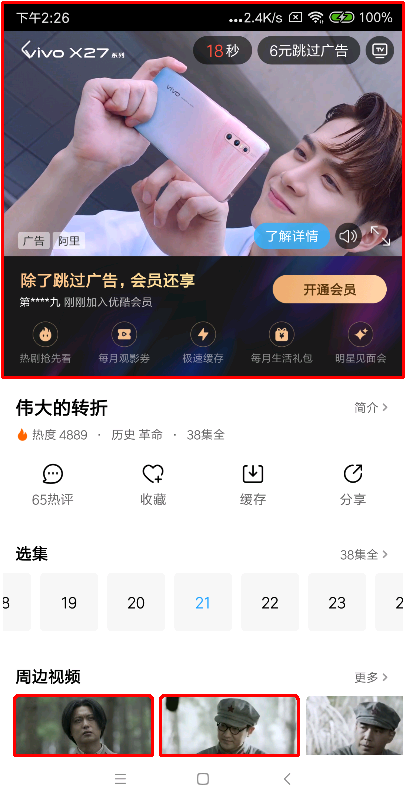 下午2:26
...2.4K/s 100%
vivo X27 系列
18秒
6元跳过广告
TV
vivo
广告
阿里
了解详情
除了跳过广告，会员还享
第****九 刚刚加入优酷会员
开通会员
热剧抢先看
每月观影券
极速缓存
每月生活礼包
明星见面会
伟大的转折
简介
热度 4889 · 历史 革命 · 38集全
65热评
收藏
缓存
分享
选集
38集全
8 19 20 21 22 23 2
周边视频
更多